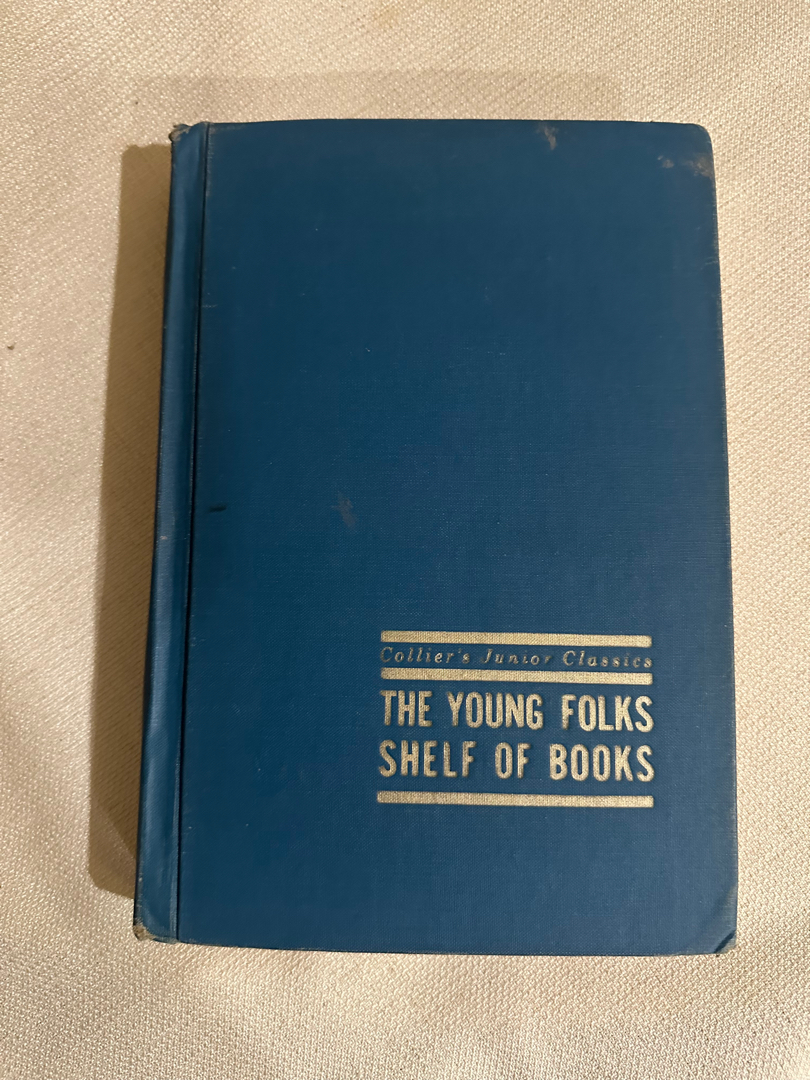 Collier's Junior Classics
THE YOUNG FOLKS
SHELF OF BOOKS